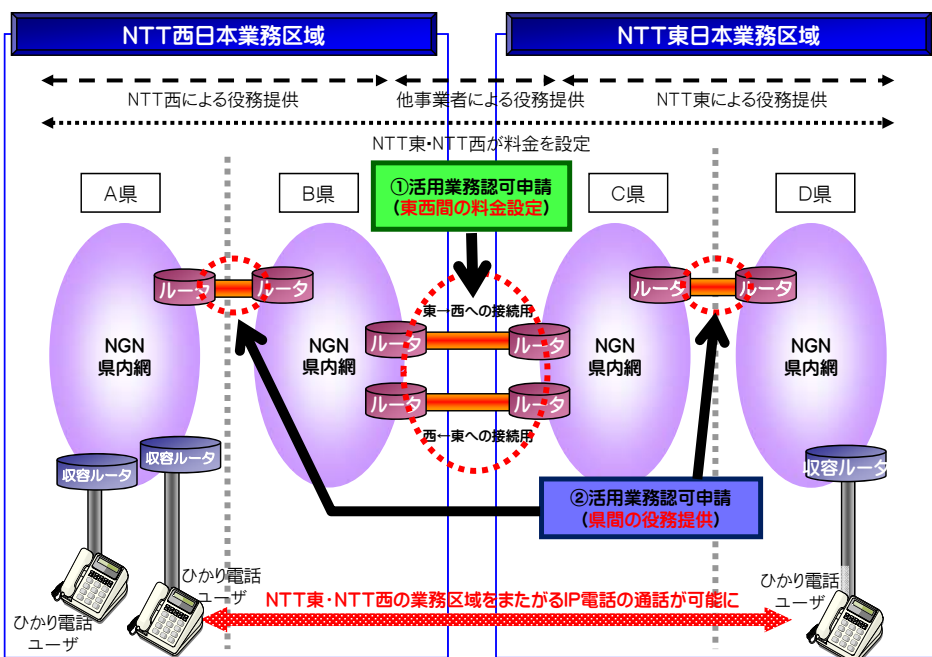 NTT西日本業務区域
NTT東日本業務区域
NTT西による役務提供
他事業者による役務提供
NTT東による役務提供
NTT東・NTT西が料金を設定
A県
B県
①活用業務認可申請
(東西間の料金設定)
C県
D県
ルータ
ルータ
ルータ
ルータ
東→西への接続用
NGN
県内網
NGN
県内網
ルータ
ルータ
NGN
県内網
NGN
県内網
ルータ
ルータ
西←東への接続用
収容ルータ
収容ルータ
収容ルータ
②活用業務認可申請
(県間の役務提供)
ひかり電話
ユーザ
ひかり電話
ユーザ
NTT東・NTT西の業務区域をまたがるIP電話の通話が可能に
ひかり電話
ユーザ